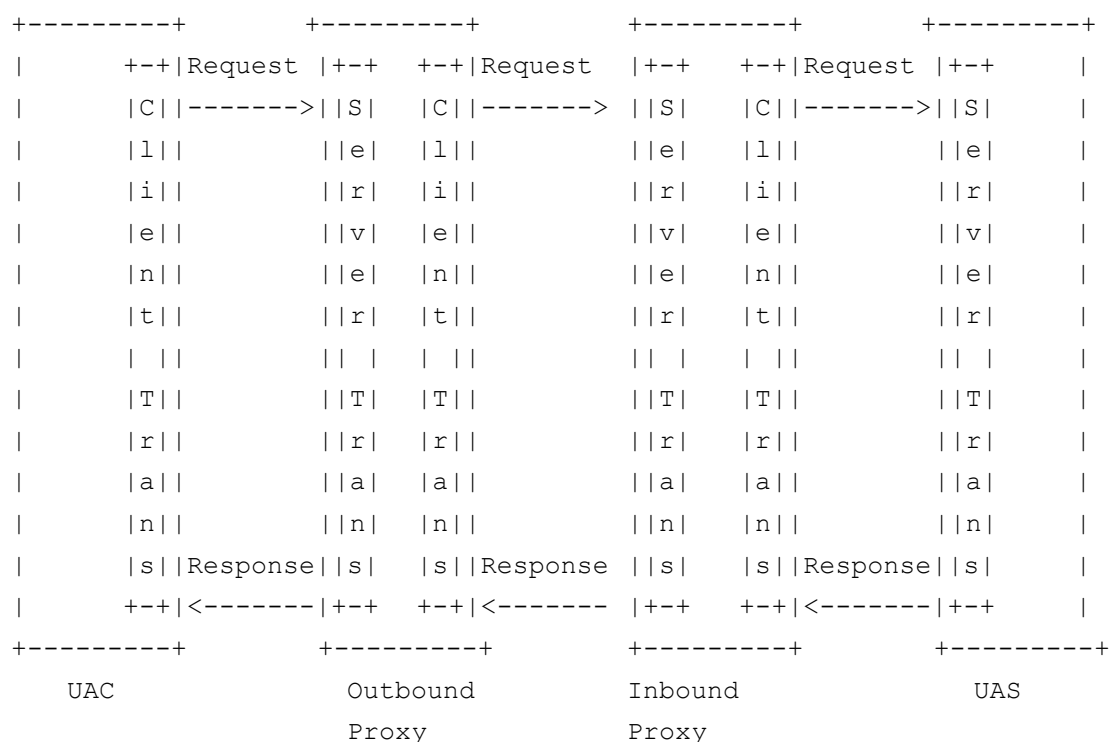 +---------+        +---------+          +---------+        +---------+
|      +-+|Request |+-+  +-+|Request  |+-+   +-+|Request |+-+     |
|      |C||------->||S|  |C||-------> ||S|   |C||------->||S|     |
|      |l||        ||e|  |l||         ||e|   |l||        ||e|     |
|      |i||        ||r|  |i||         ||r|   |i||        ||r|     |
|      |e||        ||v|  |e||         ||v|   |e||        ||v|     |
|      |n||        ||e|  |n||         ||e|   |n||        ||e|     |
|      |t||        ||r|  |t||         ||r|   |t||        ||r|     |
|      | ||        || |  | ||         || |   | ||        || |     |
|      |T||        ||T|  |T||         ||T|   |T||        ||T|     |
|      |r||        ||r|  |r||         ||r|   |r||        ||r|     |
|      |a||        ||a|  |a||         ||a|   |a||        ||a|     |
|      |n||        ||n|  |n||         ||n|   |n||        ||n|     |
|      |s||Response||s|  |s||Response ||s|   |s||Response||s|     |
|      +-+|<-------|+-+  +-+|<------- |+-+   +-+|<-------|+-+     |
+---------+        +---------+        +---------+        +---------+
UAC                Outbound           Inbound              UAS
Proxy              Proxy